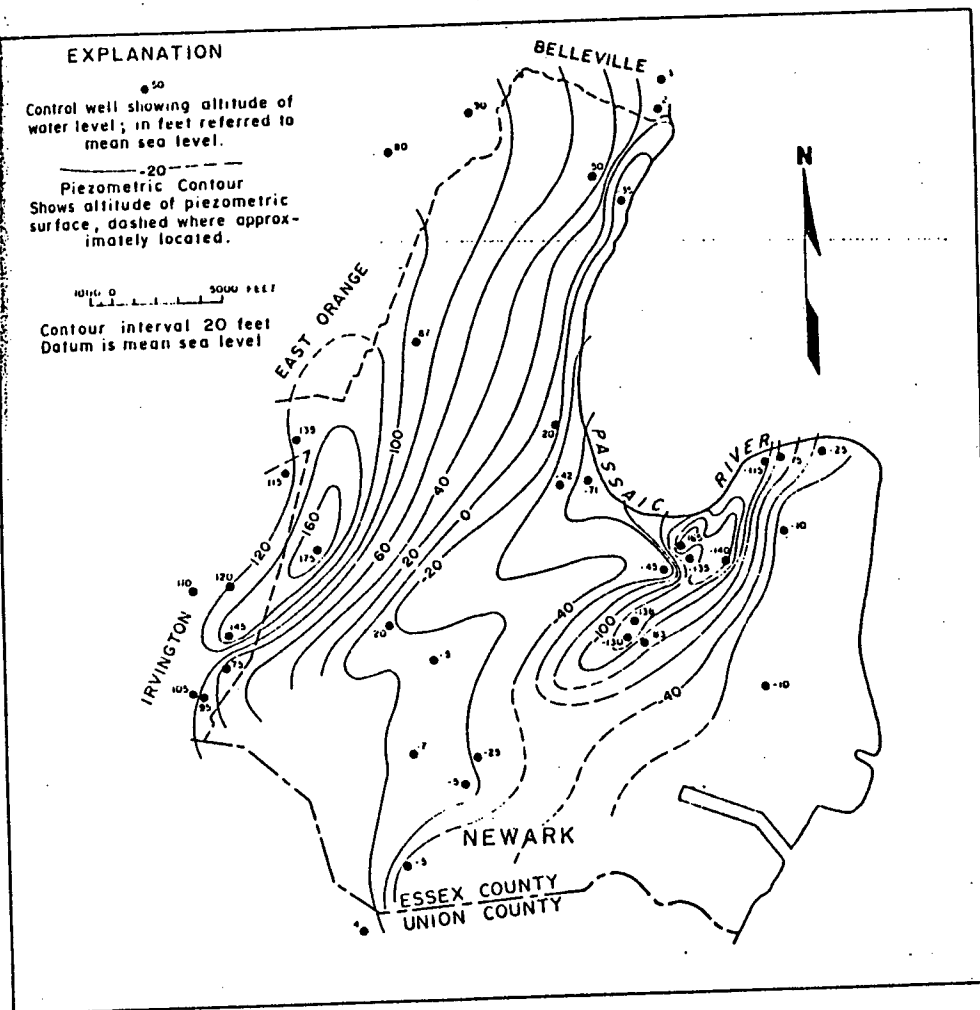 EXPLANATION
50
Control well showing altitude of
water level; in feet referred to
mean sea level.
-20
Piezometric Contour
Shows altitude of piezometric
surface, dashed where approx-
imately located.
1000 0 5000 FEET
Contour interval 20 feet
Datum is mean sea level
BELLEVILLE
2
90
80
50
-35
N
EAST ORANGE
87
135
115
?
100
120
160
175
40
0
60
20
-20
20
-42
-71
PASSAIC
RIVER
-115
-75
-25
-10
-165
-140
-135
-45
110
120
145
IRVINGTON
75
105
95
20
-3
-40
-100
-136
-130
-83
-40
-10
-7
-25
-5
NEWARK
-5
ESSEX COUNTY
UNION COUNTY
4